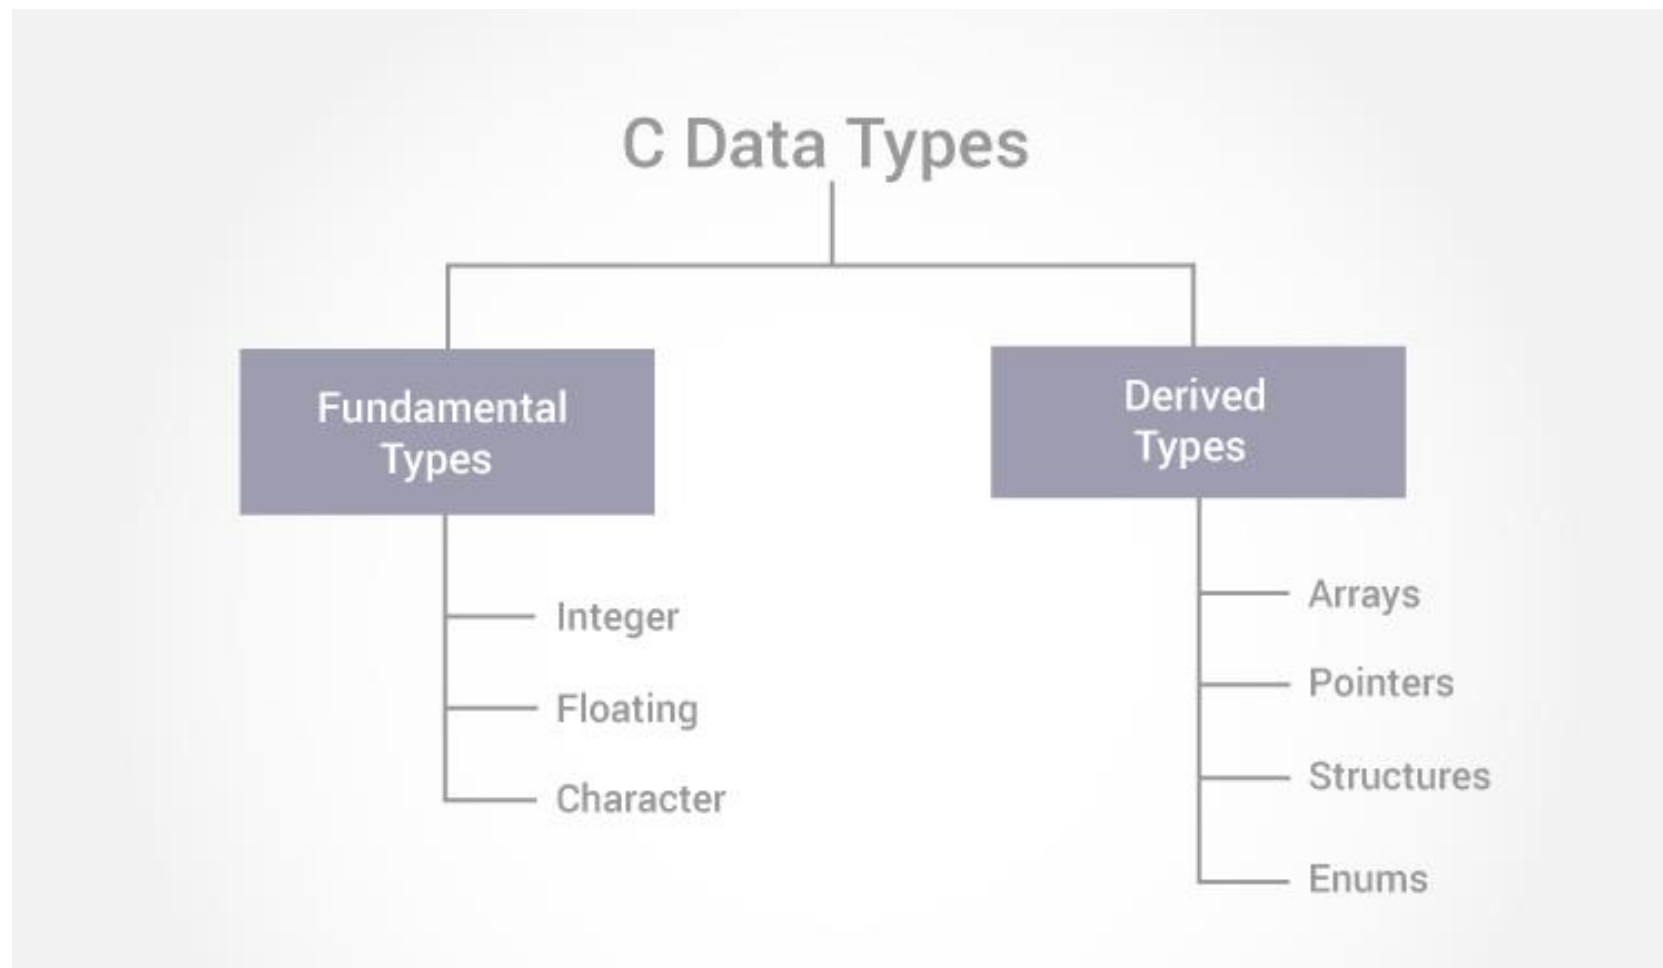 C Data Types
Fundamental
Types
Integer
Floating
Character
Derived
Types
Arrays
Pointers
Structures
Enums